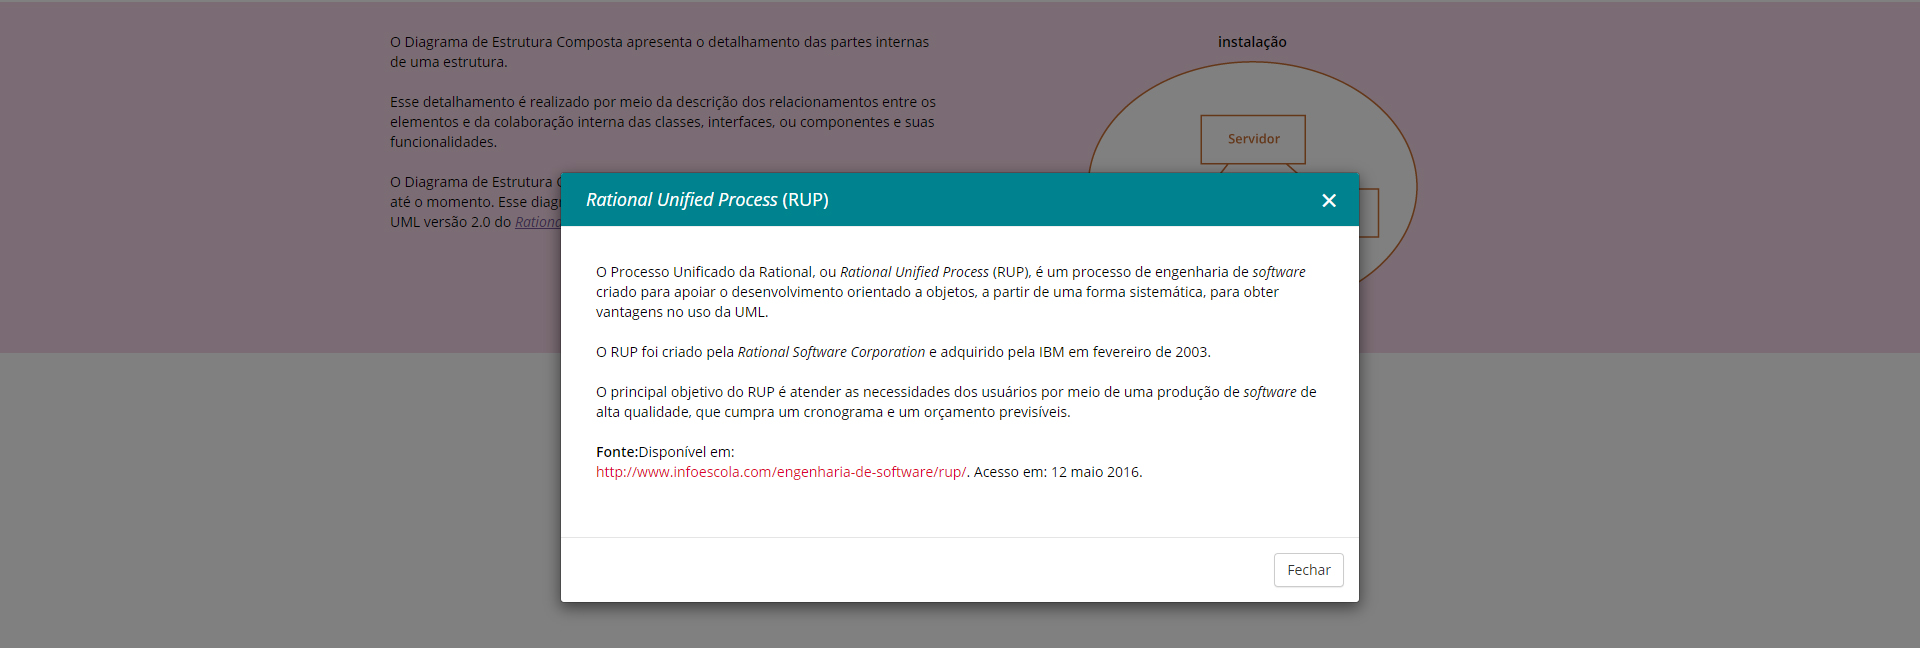 O Diagrama de Estrutura Composta apresenta o detalhamento das partes internas
de uma estrutura.
Esse detalhamento é realizado por meio da descrição dos relacionamentos entre os
elementos e da colaboração interna das classes, interfaces, ou componentes e suas
funcionalidades.
O Diagrama de Estrutura
até o momento. Esse
UML versão 2.0 do
instalação
Servidor
Rational Unified Process (RUP)
O Processo Unificado da Rational, ou Rational Unified Process (RUP), é um processo de engenharia de software
criado para apoiar o desenvolvimento orientado a objetos, a partir de uma forma sistemática, para obter
vantagens no uso da UML.
O RUP foi criado pela Rational Software Corporation e adquirido pela IBM em fevereiro de 2003.
O principal objetivo do RUP é atender as necessidades dos usuários por meio de uma produção de software de
alta qualidade, que cumpra um cronograma e um orçamento previsíveis.
Fonte:Disponível em:
http://www.infoescola.com/engenharia-de-software/rup/. Acesso em: 12 maio 2016.
Fechar